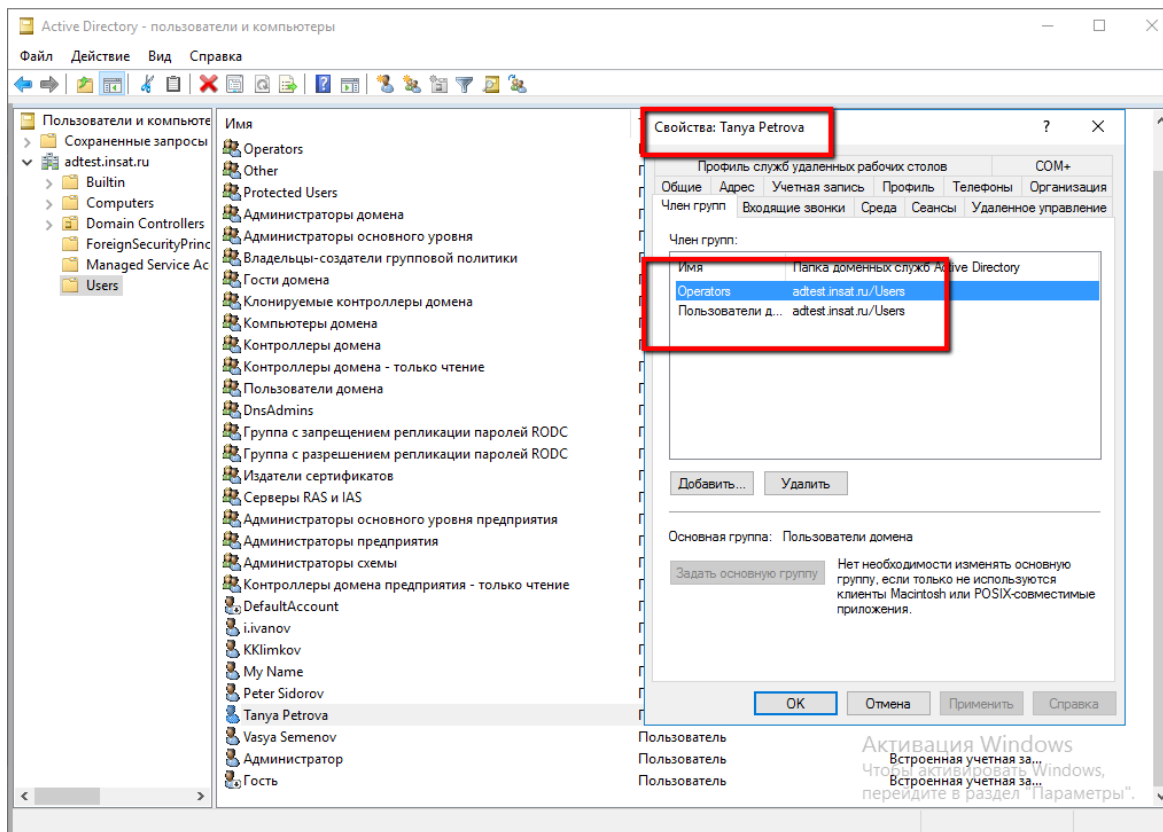 Active Directory - пользователи и компьютеры
Файл Действие Вид Справка
Пользователи и компьюте
Сохраненные запросы
adtest.insat.ru
Builtin
Computers
Domain Controllers
ForeignSecurityPrinc
Managed Service Ac
Users
Имя
Operators
Other
Protected Users
Администраторы домена
Администраторы основного уровня
Владельцы-создатели групповой политики
Гости домена
Клонируемые контроллеры домена
Компьютеры домена
Контроллеры домена
Контроллеры домена - только чтение
Пользователи домена
DnsAdmins
Группа с запрещением репликации паролей RODC
Группа с разрешением репликации паролей RODC
Издатели сертификатов
Серверы RAS и IAS
Администраторы основного уровня предприятия
Администраторы предприятия
Администраторы схемы
Контроллеры домена предприятия - только чтение
DefaultAccount
i.ivanov
KKlimkov
My Name
Peter Sidorov
Tanya Petrova
Vasya Semenov Пользователь
Администратор Пользователь Встроенная учетная за...
Гость Пользователь Встроенная учетная за...
Свойства: Tanya Petrova
Профиль служб удаленных рабочих столов COM+
Общие Адрес Учетная запись Профиль Телефоны Организация
Член групп Входящие звонки Среда Сеансы Удаленное управление
Член групп:
Имя Папка доменных служб Active Directory
Operators adtest.insat.ru/Users
Пользователи д... adtest.insat.ru/Users
Добавить... Удалить
Основная группа: Пользователи домена
Задать основную группу
Нет необходимости изменять основную
группу, если только не используются
клиенты Macintosh или POSIX-совместимые
приложения.
OK Отмена Применить Справка
Активация Windows
Чтобы активировать Windows,
перейдите в раздел "Параметры".